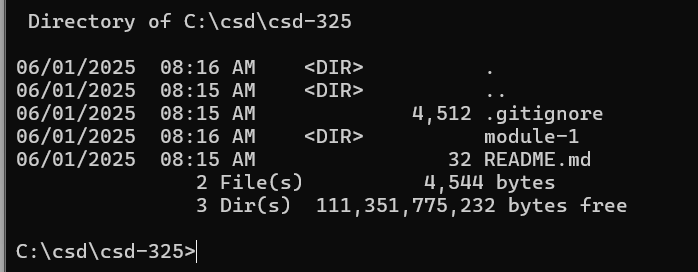 Directory of C:\csd\csd-325
06/01/2025  08:16 AM    <DIR>          .
06/01/2025  08:15 AM    <DIR>          ..
06/01/2025  08:15 AM             4,512 .gitignore
06/01/2025  08:16 AM    <DIR>          module-1
06/01/2025  08:15 AM                32 README.md
2 File(s)          4,544 bytes
3 Dir(s)  111,351,775,232 bytes free
C:\csd\csd-325>